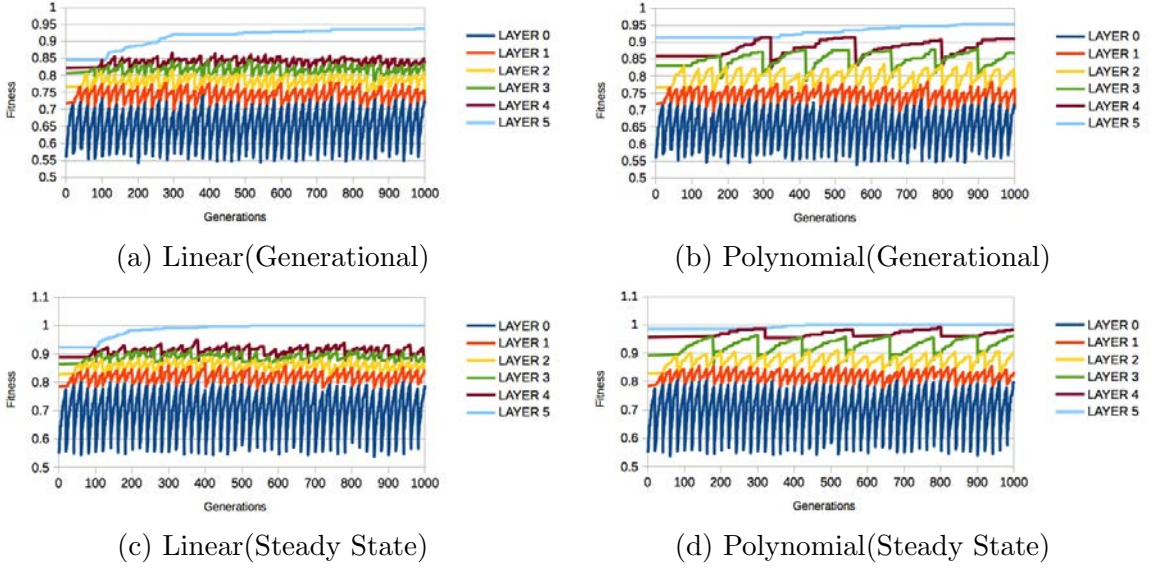 1
0.95
0.9
0.85
0.8
0.75
0.7
0.65
0.6
0.55
0.5
Fitness
0 100 200 300 400 500 600 700 800 900 1000
Generations
LAYER 0
LAYER 1
LAYER 2
LAYER 3
LAYER 4
LAYER 5
(a) Linear(Generational)
1
0.95
0.9
0.85
0.8
0.75
0.7
0.65
0.6
0.55
0.5
Fitness
0 100 200 300 400 500 600 700 800 900 1000
Generations
LAYER 0
LAYER 1
LAYER 2
LAYER 3
LAYER 4
LAYER 5
(b) Polynomial(Generational)
1.1
1
0.9
0.8
0.7
0.6
0.5
Fitness
0 100 200 300 400 500 600 700 800 900 1000
Generations
LAYER 0
LAYER 1
LAYER 2
LAYER 3
LAYER 4
LAYER 5
(c) Linear(Steady State)
1.1
1
0.9
0.8
0.7
0.6
0.5
Fitness
0 100 200 300 400 500 600 700 800 900 1000
Generations
LAYER 0
LAYER 1
LAYER 2
LAYER 3
LAYER 4
LAYER 5
(d) Polynomial(Steady State)